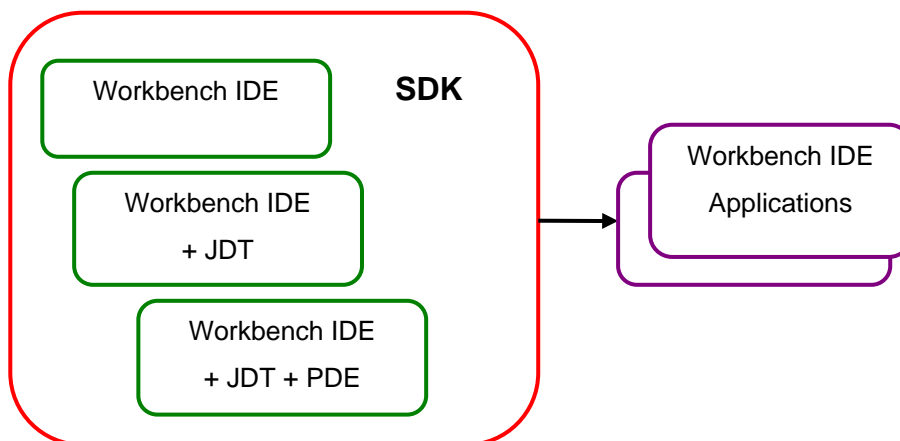 Workbench IDE
SDK
Workbench IDE
+ JDT
Workbench IDE
+ JDT + PDE
Workbench IDE
Applications